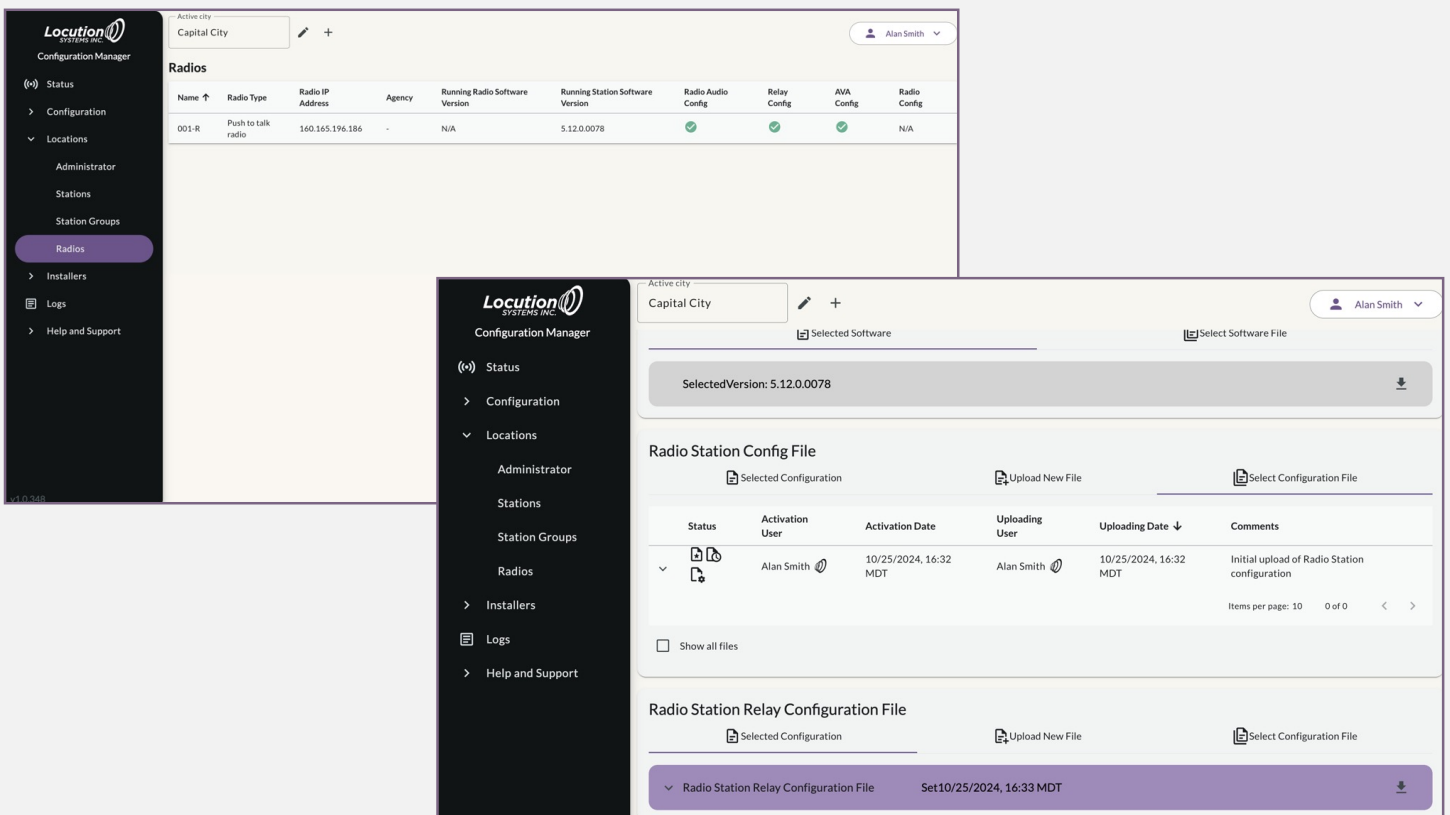 Locution
SYSTEMS INC.
Configuration Manager
Status
Configuration
Locations
Administrator
Stations
Station Groups
Radios
Installers
Logs
Help and Support
v1.0.348
Active city
Capital City
Alan Smith
Radios
Name Radio Type Radio IP Address Agency Running Radio Software Version Running Station Software Version Radio Audio Config Relay Config AVA Config Radio Config
001-R Push to talk radio 160.165.196.186 - N/A 5.12.0.0078 N/A
Locution
SYSTEMS INC.
Configuration Manager
Status
Configuration
Locations
Administrator
Stations
Station Groups
Radios
Installers
Logs
Help and Support
Active city
Capital City
Alan Smith
Selected Software Select Software File
SelectedVersion: 5.12.0.0078
Radio Station Config File
Selected Configuration Upload New File Select Configuration File
Status Activation User Activation Date Uploading User Uploading Date Comments
Alan Smith 10/25/2024, 16:32 MDT Alan Smith 10/25/2024, 16:32 MDT Initial upload of Radio Station configuration
Items per page: 10 0 of 0
Show all files
Radio Station Relay Configuration File
Selected Configuration Upload New File Select Configuration File
Radio Station Relay Configuration File Set10/25/2024, 16:33 MDT